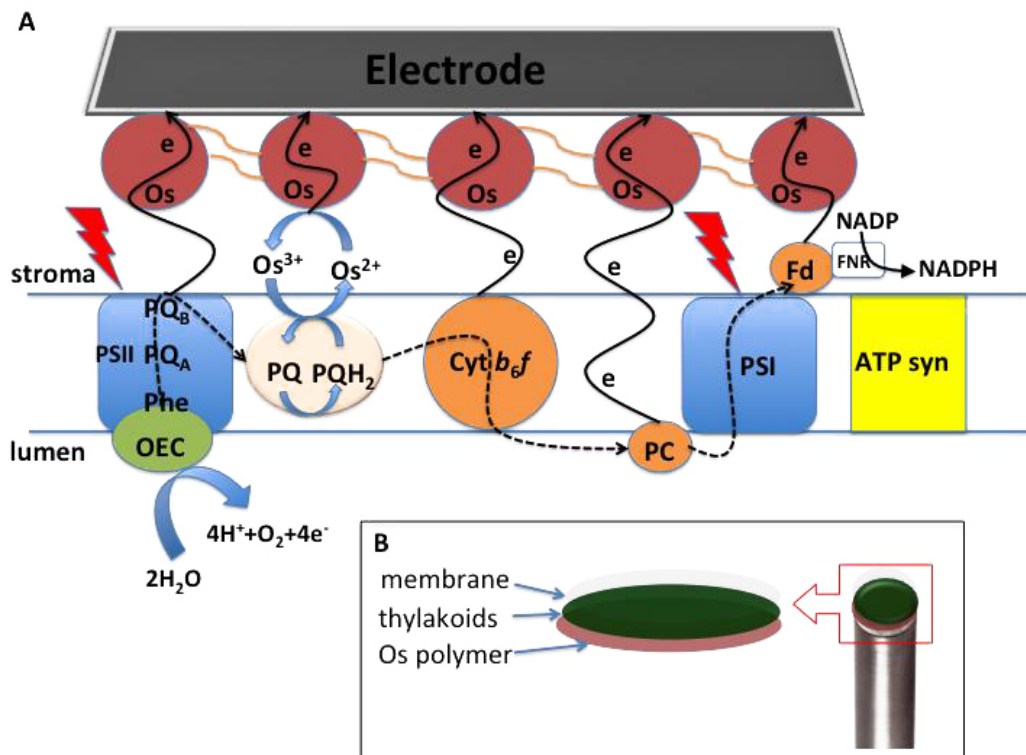 A
Electrode
e
e
e
e
e
Os
Os
Os
Os
Os
NADP
Os³⁺
Os²⁺
e
e
Fd
FNR
NADPH
stroma
PQB
PSII
PQA
PQ
PQH₂
Cyt b₆f
e
PSI
ATP syn
Phe
OEC
PC
lumen
4H⁺+O₂+4e⁻
2H₂O
B
membrane
thylakoids
Os polymer